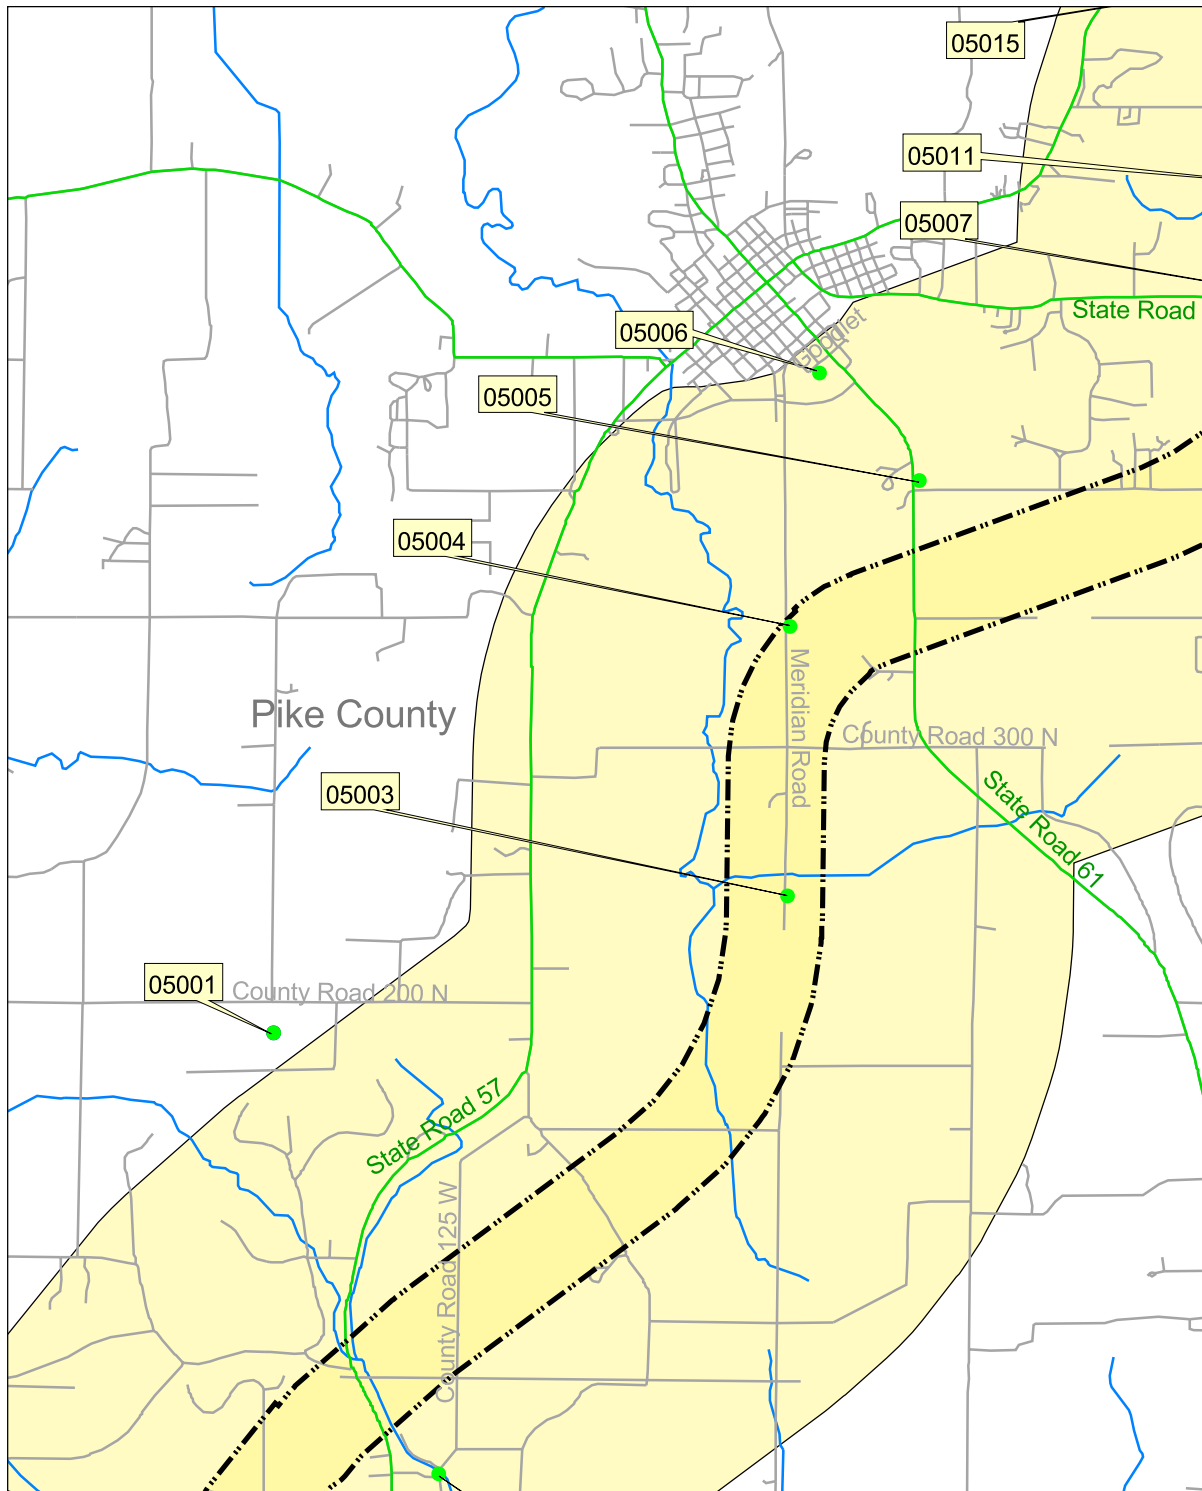 05015
05011
05007
State Road
05006
Goodlet
05005
05004
Meridian Road
Pike County
County Road 300 N
05003
State Road 61
05001
County Road 200 N
State Road 57
County Road 125 W